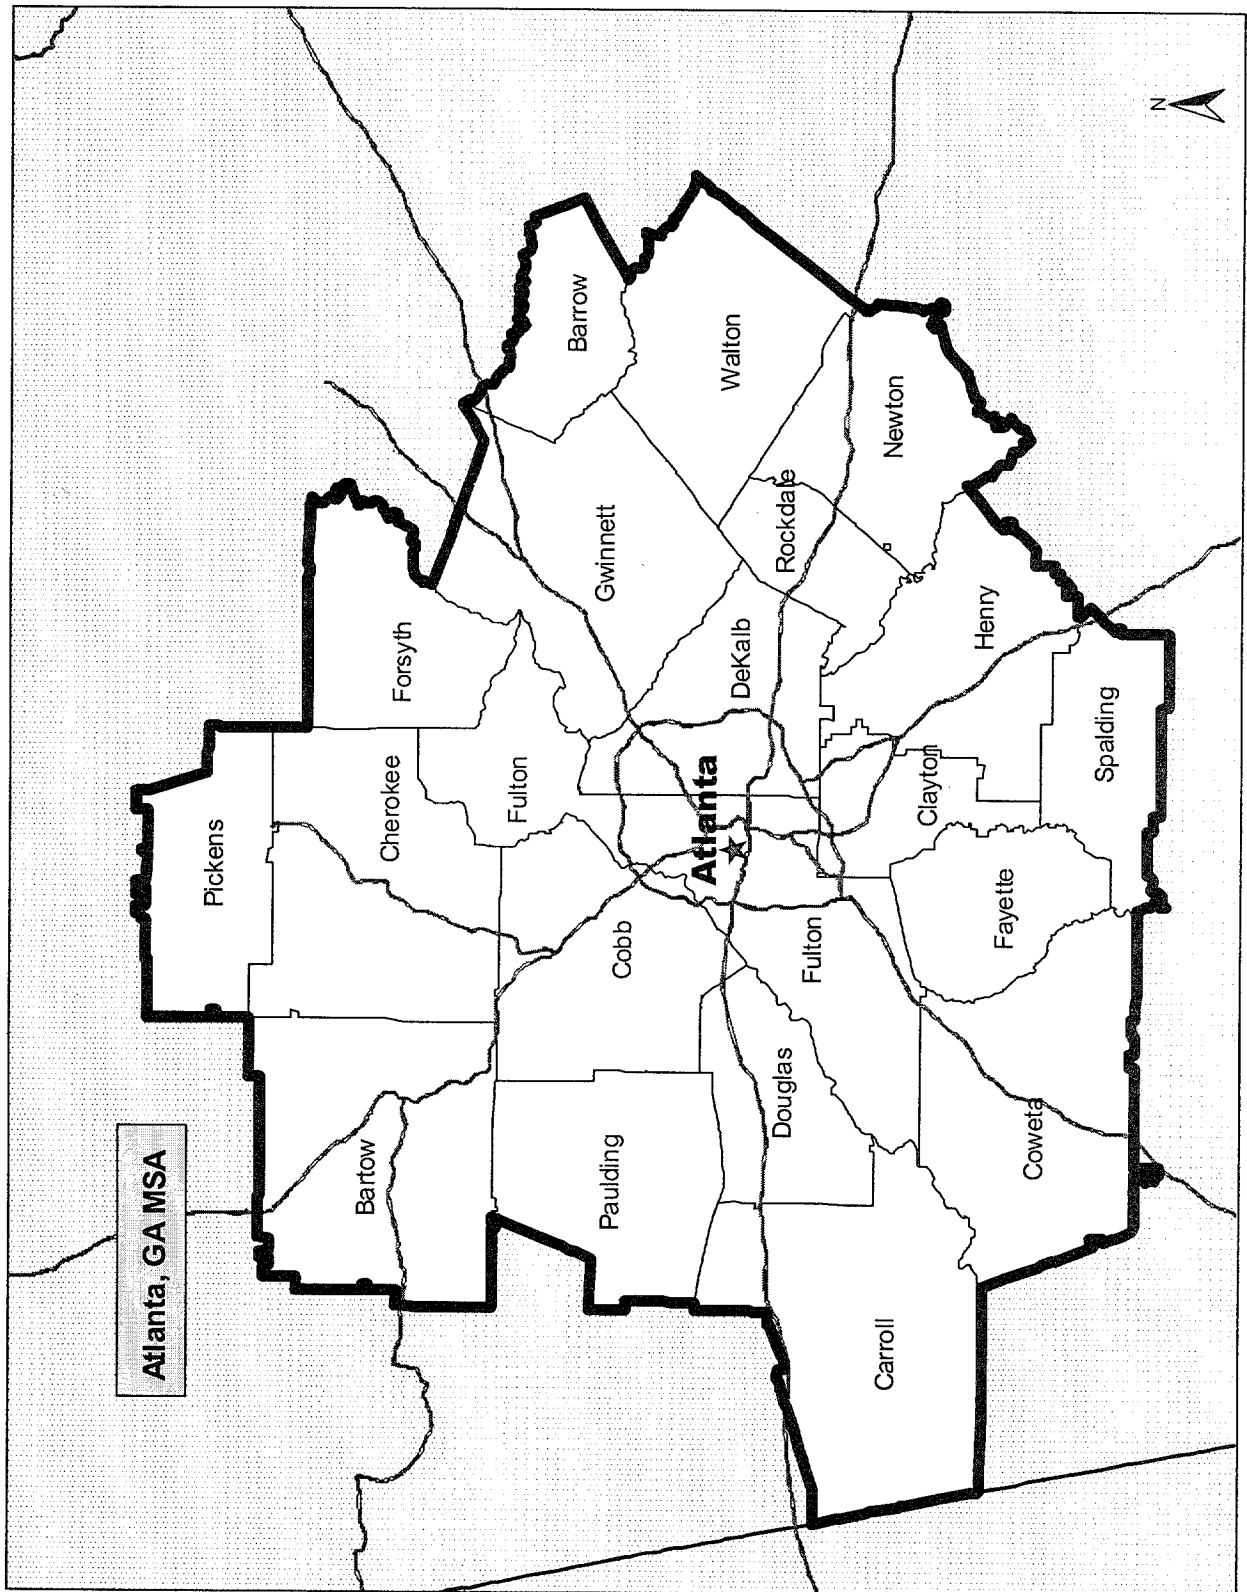 Atlanta, GA MSA
Pickens
Bartow
Cherokee
Forsyth
Fulton
Barrow
Paulding
Cobb
Gwinnett
Atlanta
DeKalb
Walton
Douglas
Fulton
Rockdale
Carroll
Clayton
Newton
Coweta
Fayette
Henry
Spalding
N